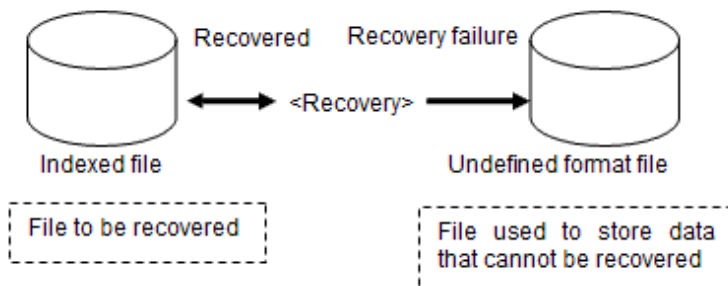 Recovered
Recovery failure
<Recovery>
Indexed file
Undefined format file
File to be recovered
File used to store data
that cannot be recovered